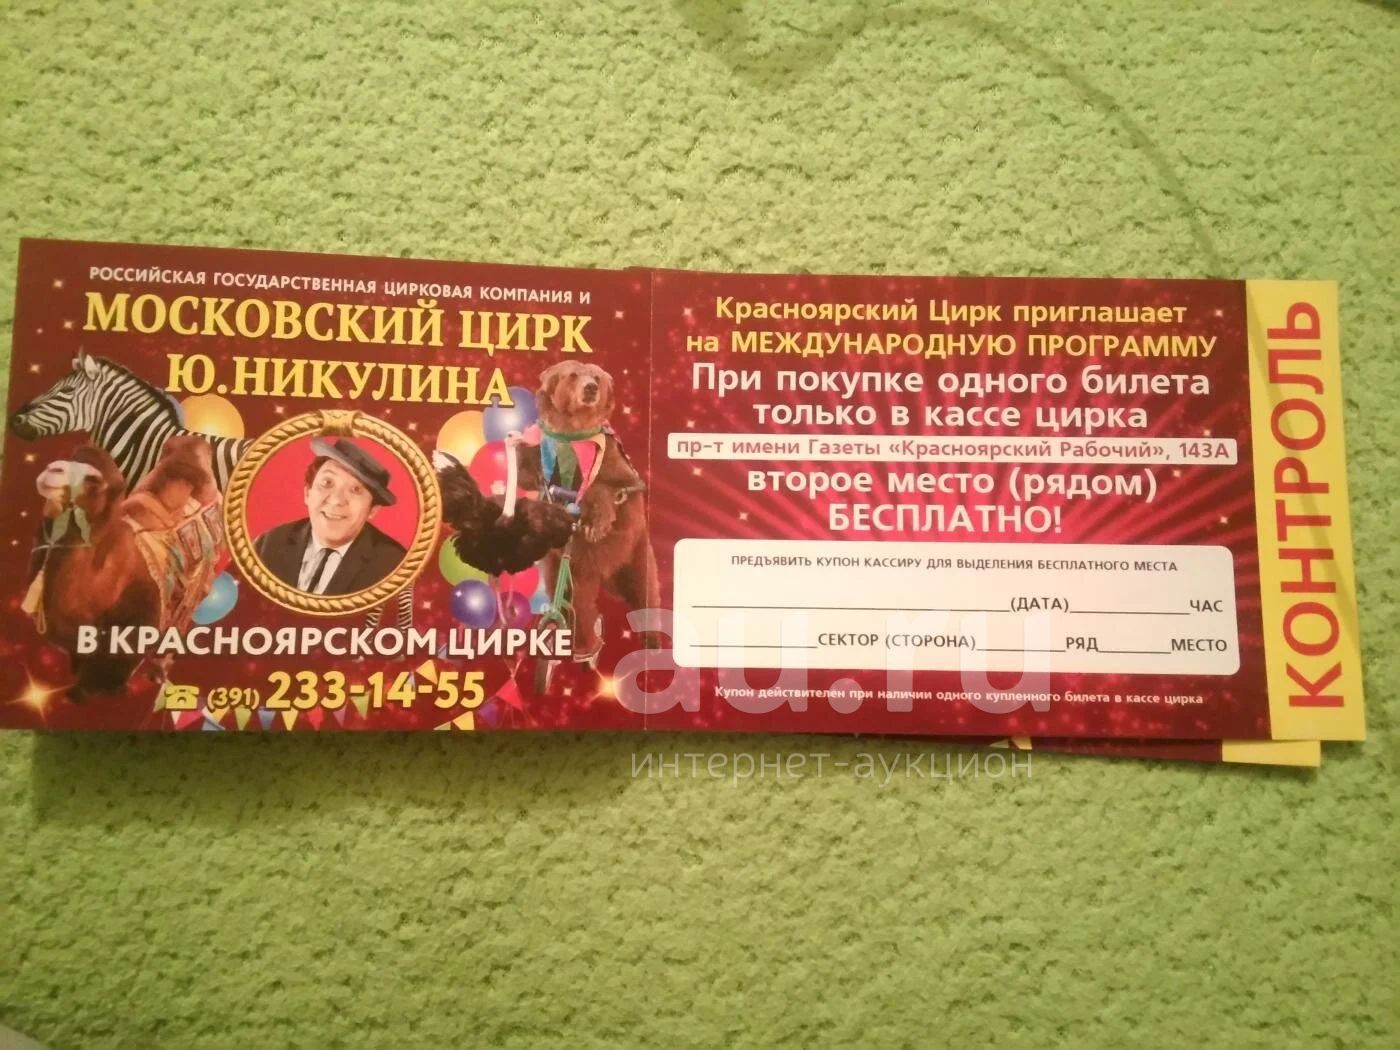 РОССИЙСКАЯ ГОСУДАРСТВЕННАЯ ЦИРКОВАЯ КОМПАНИЯ И
МОСКОВСКИЙ ЦИРК
Ю.НИКУЛИНА
В КРАСНОЯРСКОМ ЦИРКЕ
(391) 233-14-55
Красноярский Цирк приглашает
на МЕЖДУНАРОДНУЮ ПРОГРАММУ
При покупке одного билета
только в кассе цирка
пр-т имени Газеты «Красноярский Рабочий», 143А
второе место (рядом)
БЕСПЛАТНО!
ПРЕДЪЯВИТЬ КУПОН КАССИРУ ДЛЯ ВЫДЕЛЕНИЯ БЕСПЛАТНОГО МЕСТА
(ДАТА) ЧАС
СЕКТОР (СТОРОНА) РЯД МЕСТО
Купон действителен при наличии одного купленного билета в кассе цирка
КОНТРОЛЬ
au.ru
интернет-аукцион